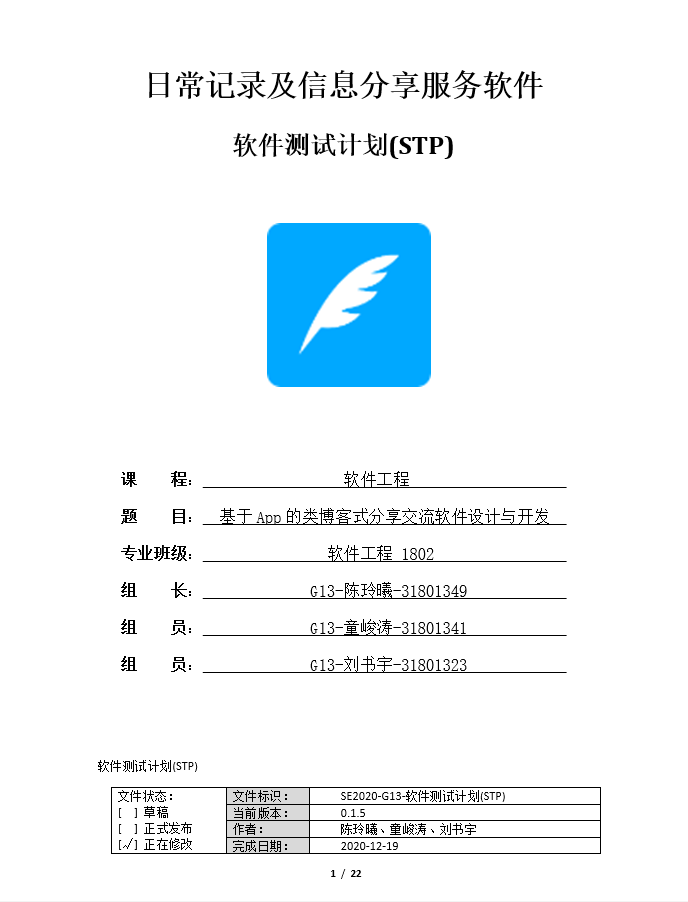 日常记录及信息分享服务软件
软件测试计划(STP)
课 程： 软件工程
题 目： 基于 App 的类博客式分享交流软件设计与开发
专业班级： 软件工程 1802
组 长： G13-陈玲曦-31801349
组 员： G13-童峻涛-31801341
组 员： G13-刘书宇-31801323
软件测试计划(STP)
文件状态： 文件标识： SE2020-G13-软件测试计划(STP)
[ ] 草稿 当前版本： 0.1.5
[ ] 正式发布 作者： 陈玲曦、童峻涛、刘书宇
[√] 正在修改 完成日期： 2020-12-19
1 / 22